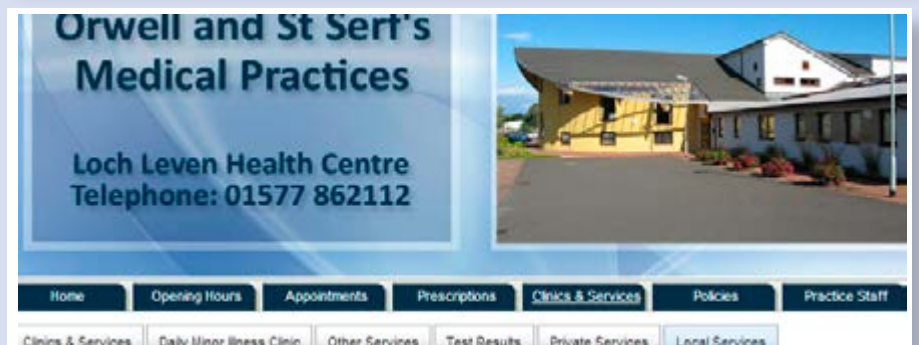 Orwell and St Serf's
Medical Practices
Loch Leven Health Centre
Telephone: 01577 862112
Home Opening Hours Appointments Prescriptions Clinics & Services Policies Practice Staff
Clinics & Services Daily Minor Illness Clinic Other Services Test Results Private Services Local Services